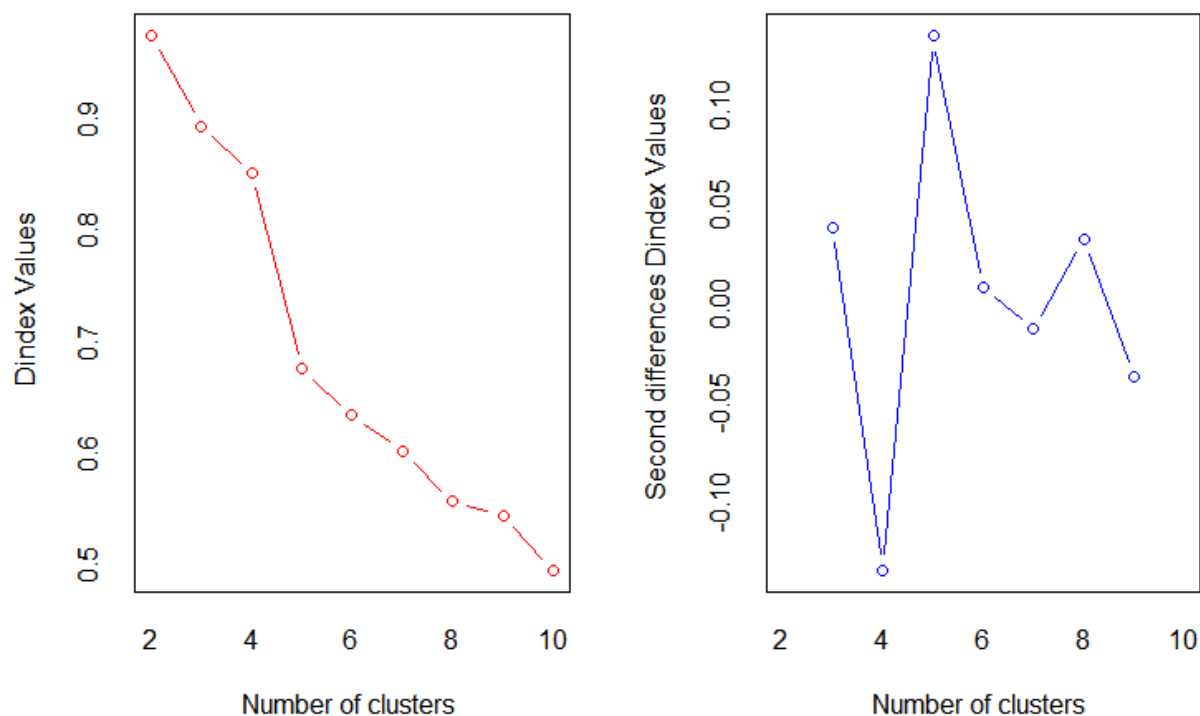 Dindex Values
0.9
0.8
0.7
0.6
0.5
2 4 6 8 10
Number of clusters
Second differences Dindex Values
0.10
0.05
0.00
-0.05
-0.10
2 4 6 8 10
Number of clusters